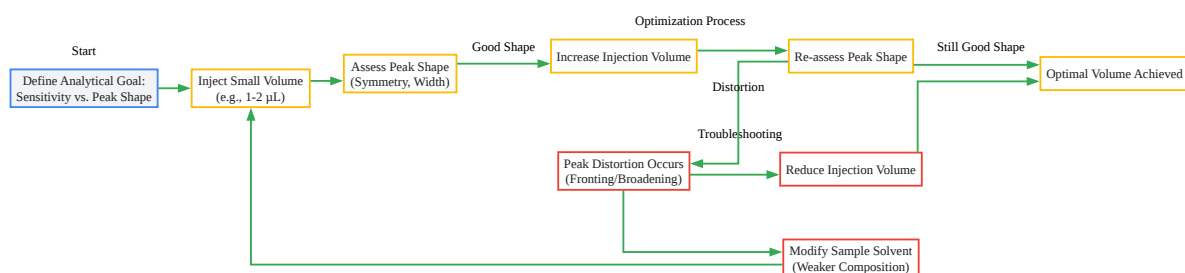 Optimization Process
Start
Good Shape
Still Good Shape
Define Analytical Goal:
Sensitivity vs. Peak Shape
Inject Small Volume
(e.g., 1-2 µL)
Assess Peak Shape
(Symmetry, Width)
Increase Injection Volume
Re-assess Peak Shape
Optimal Volume Achieved
Distortion
Troubleshooting
Peak Distortion Occurs
(Fronting/Broadening)
Reduce Injection Volume
Modify Sample Solvent
(Weaker Composition)